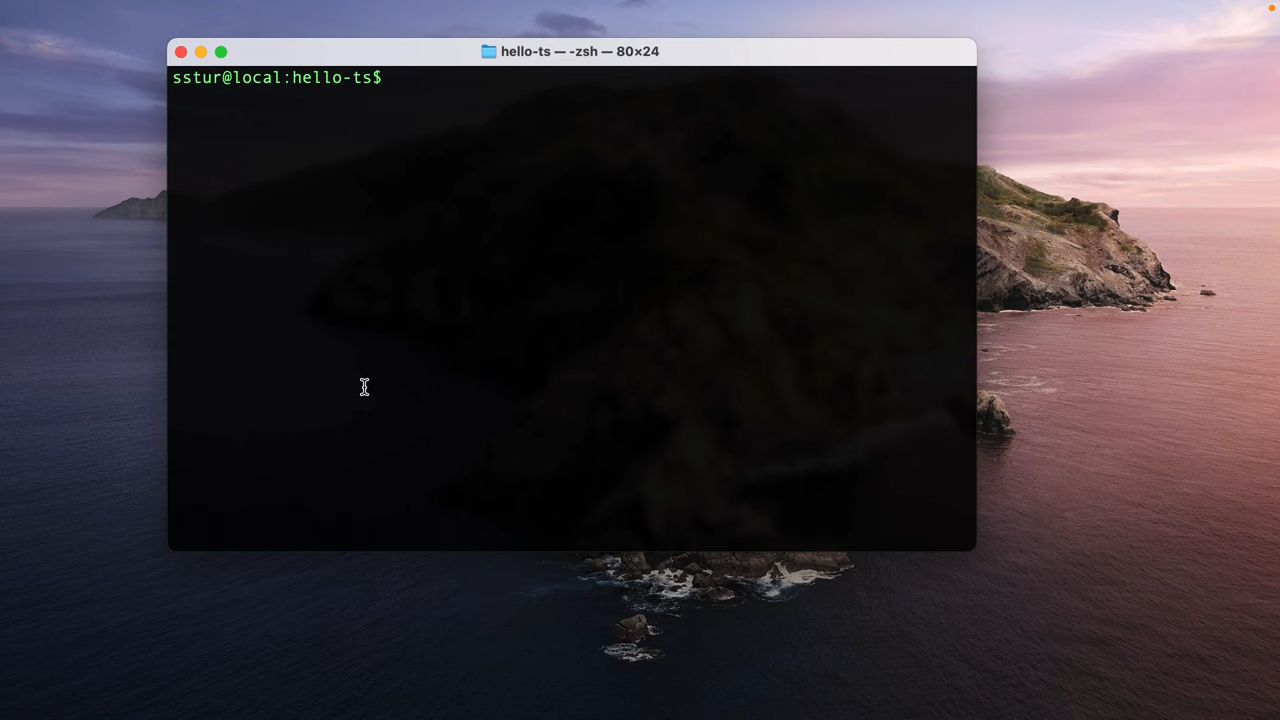 hello-ts — -zsh — 80×24
sstur@local:hello-ts$